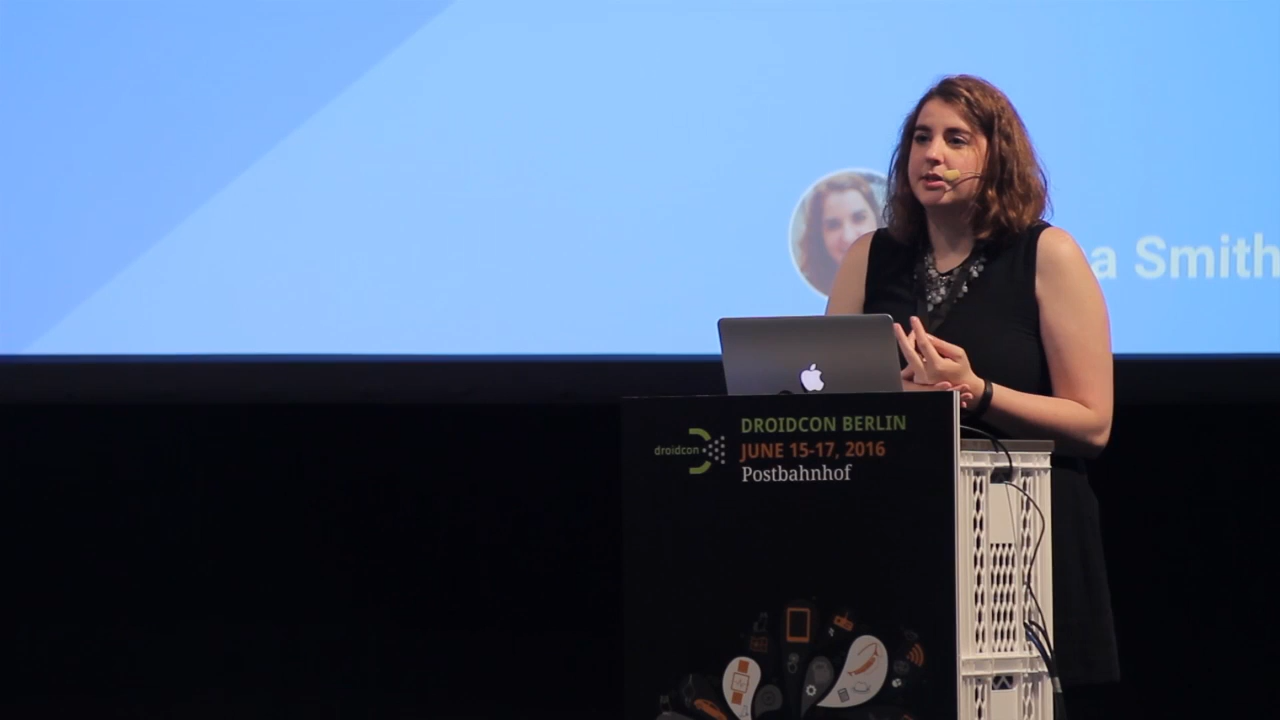 a Smith
droidcon
DROIDCON BERLIN
JUNE 15-17, 2016
Postbahnhof